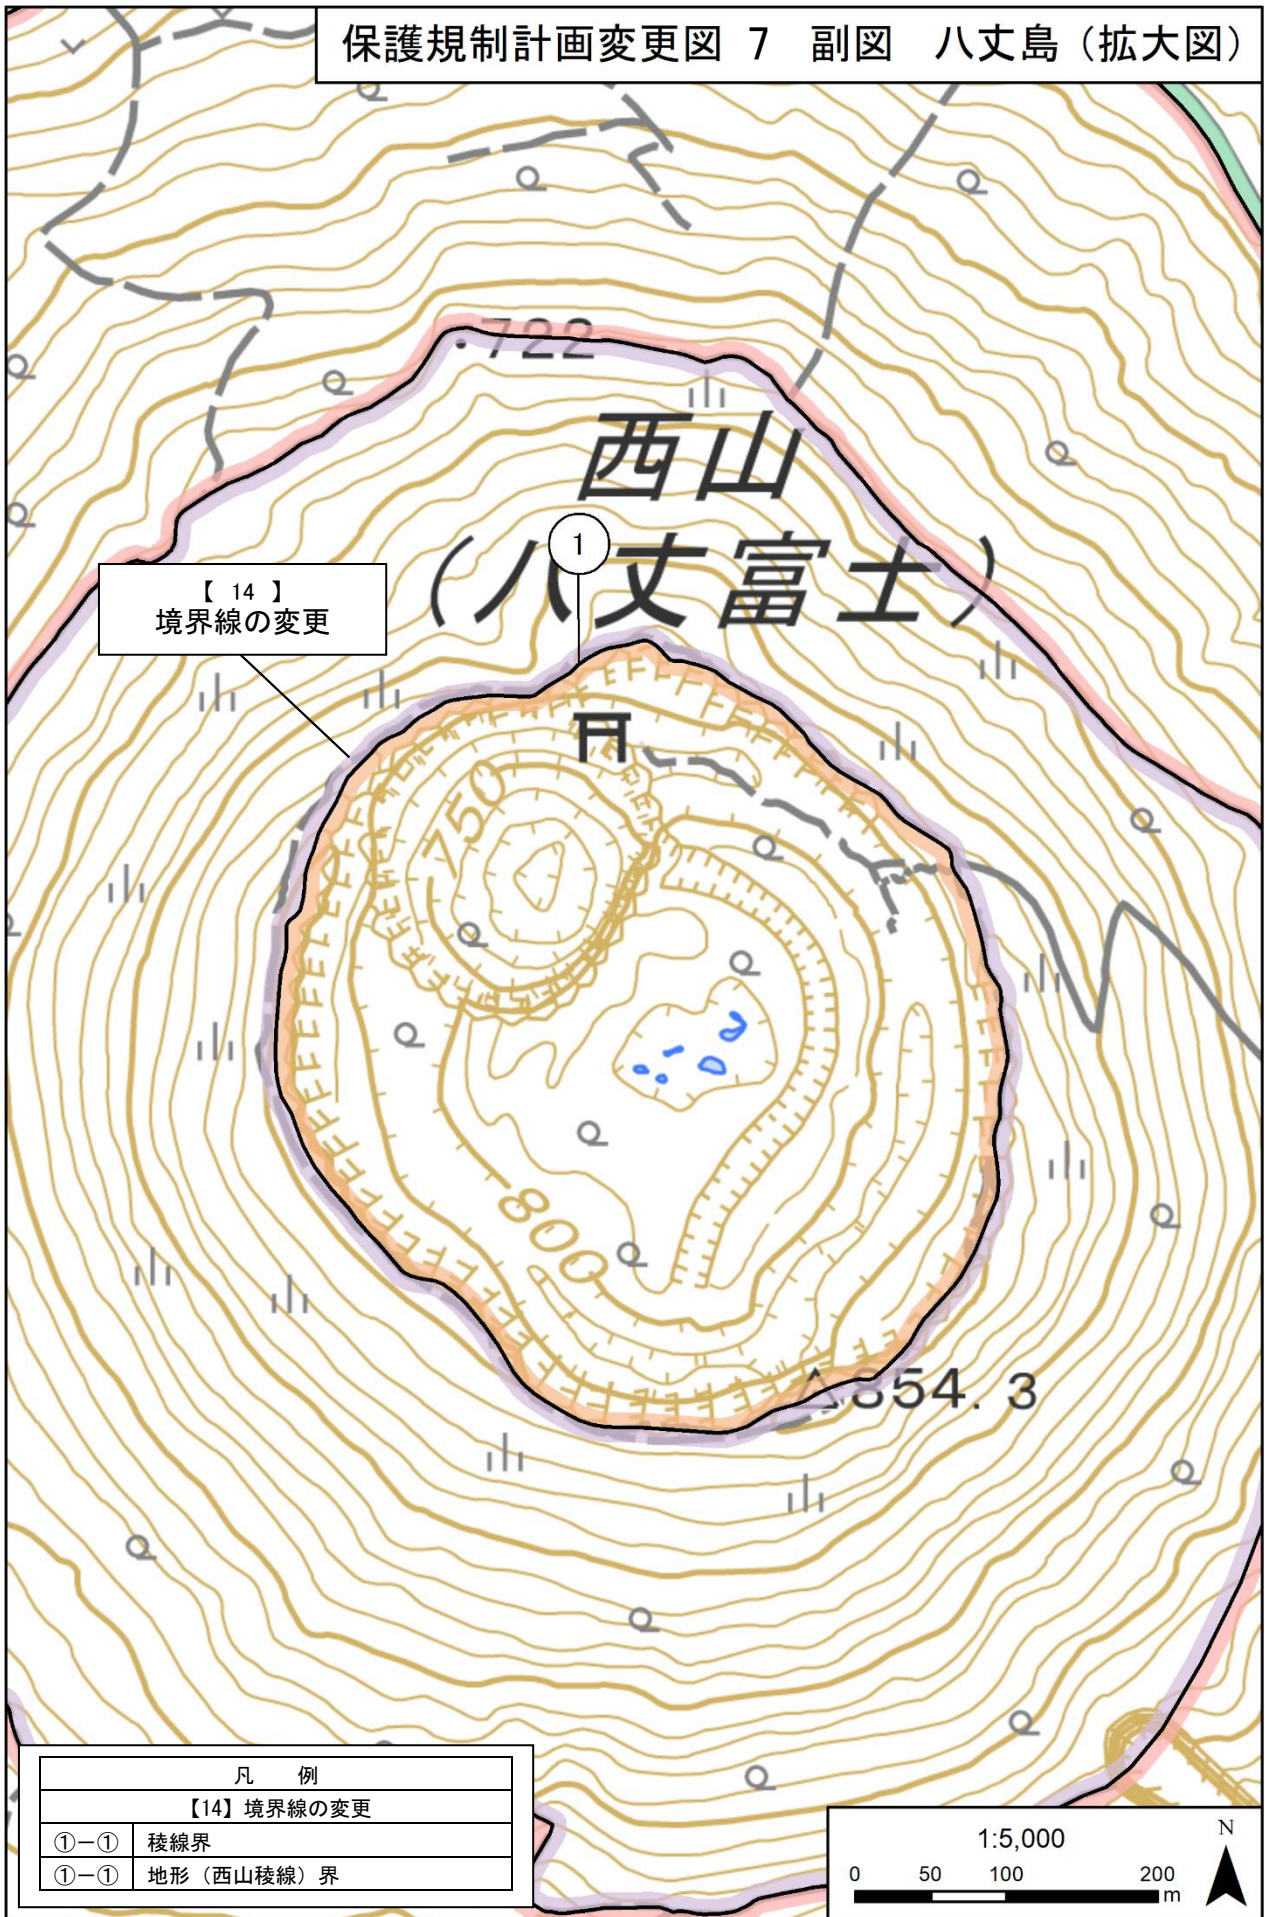 保護規制計画変更図 7 副図 八丈島（拡大図）
.722
西山
（八丈富士）
1
【 14 】
境界線の変更
750
800
854.3
凡 例
【14】境界線の変更
①－① 稜線界
①－① 地形（西山稜線）界
1:5,000
N
0 50 100 200
m